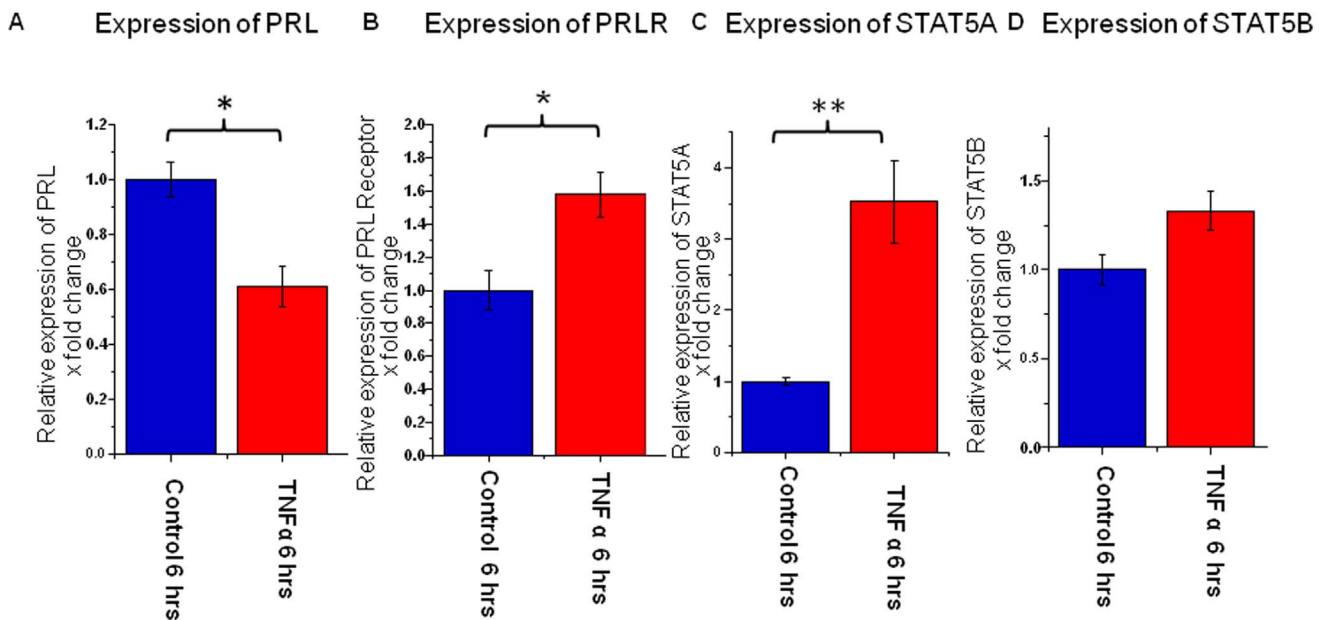 A Expression of PRL
*
Relative expression of PRL
x fold change
1.2
1.0
0.8
0.6
0.4
0.2
0.0
Control 6 hrs
TNFα 6 hrs
B Expression of PRLR
*
Relative expression of PRL Receptor
x fold change
2.0
1.8
1.6
1.4
1.2
1.0
0.8
0.6
0.4
0.2
0.0
Control 6 hrs
TNF α 6 hrs
C Expression of STAT5A
**
Relative expression of STAT5A
x fold change
4
3
2
1
0
Control 6 hrs
TNF α 6 hrs
D Expression of STAT5B
Relative expression of STAT5B
x fold change
1.5
1.0
0.5
0.0
Control 6 hrs
TNF α 6 hrs